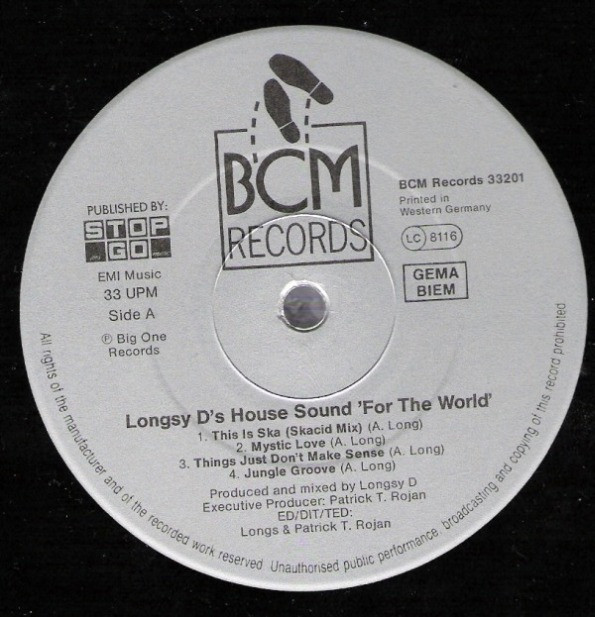 BCM
RECORDS
PUBLISHED BY:
STOP
GO
EMI Music
33 UPM
Side A
℗ Big One
Records
BCM Records 33201
Printed in
Western Germany
LC 8116
GEMA
BIEM
Longsy D's House Sound 'For The World'
1. This Is Ska (Skacid Mix) (A. Long)
2. Mystic Love (A. Long)
3. Things Just Don't Make Sense (A. Long)
4. Jungle Groove (A. Long)
Produced and mixed by Longsy D
Executive Producer: Patrick T. Rojan
ED/DIT/TED:
Longs & Patrick T. Rojan
All rights of the manufacturer and of the recorded work reserved. Unauthorised public performance, broadcasting and copying of this record prohibited